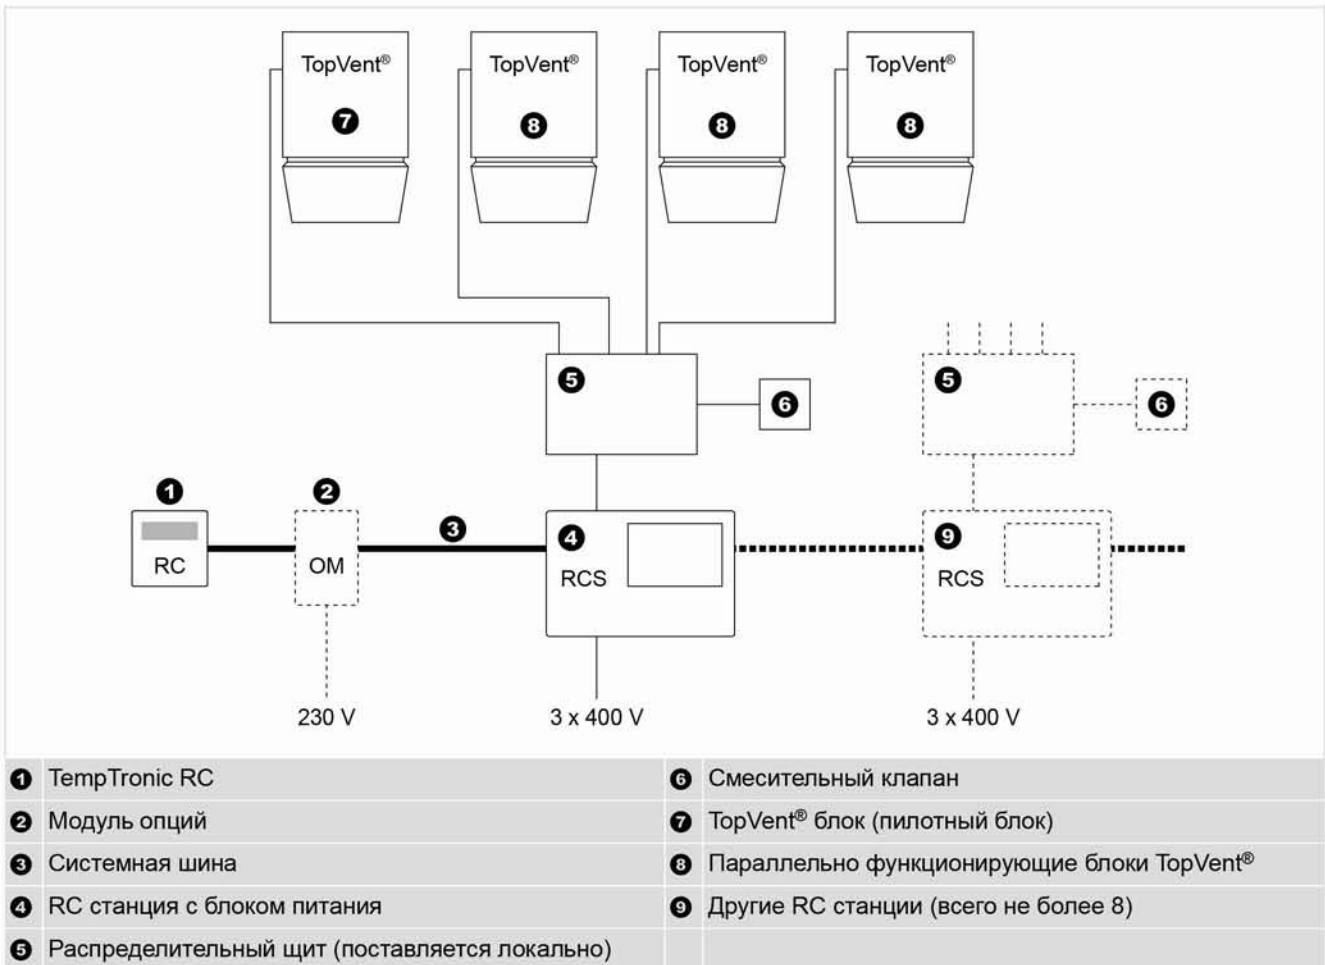 TopVent® TopVent® TopVent® TopVent®
7 8 8 8
5 6 5 6
1 2
3 4 9
RC OM RCS RCS
230 V 3 x 400 V 3 x 400 V
1 TempTronic RC
2 Модуль опций
3 Системная шина
4 RC станция с блоком питания
5 Распределительный щит (поставляется локально)
6 Смесительный клапан
7 TopVent® блок (пилотный блок)
8 Параллельно функционирующие блоки TopVent®
9 Другие RC станции (всего не более 8)